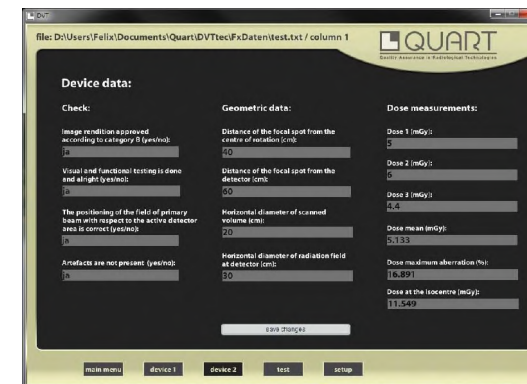 DVT
file: D:\Users\Felix\Documents\Quart\DVTtec\FxDaten\test.txt / column 1
QUART
Quality Assurance in Radiological Technologies
Device data:
Check:
Image rendition approved
according to category B (yes/no):
ja
Visual and functional testing is done
and alright (yes/no):
ja
The positioning of the field of primary
beam with respect to the active detector
area is correct (yes/no):
ja
Artefacts are not present (yes/no):
ja
Geometric data:
Distance of the focal spot from the
centre of rotation (cm):
40
Distance of the focal spot from the
detector (cm):
60
Horizontal diameter of scanned
volume (cm):
20
Horizontal diameter of radiation field
at detector (cm):
30
Dose measurements:
Dose 1 (mGy):
5
Dose 2 (mGy):
6
Dose 3 (mGy):
4.4
Dose mean (mGy):
5.133
Dose maximum aberration (%):
16.891
Dose at the isocentre (mGy):
11.549
save changes
main menu device 1 device 2 test setup